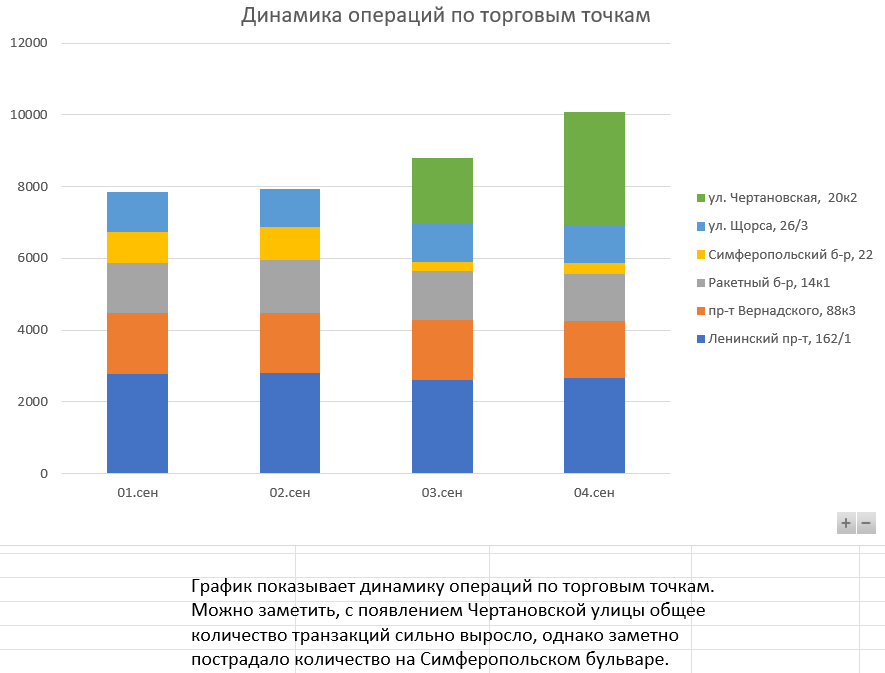 Динамика операций по торговым точкам
12000
10000
8000
6000
4000
2000
0
01.сен
02.сен
03.сен
04.сен
ул. Чертановская, 20к2
ул. Щорса, 26/3
Симферопольский б-р, 22
Ракетный б-р, 14к1
пр-т Вернадского, 88к3
Ленинский пр-т, 162/1
+ −
График показывает динамику операций по торговым точкам.
Можно заметить, с появлением Чертановской улицы общее
количество транзакций сильно выросло, однако заметно
пострадало количество на Симферопольском бульваре.